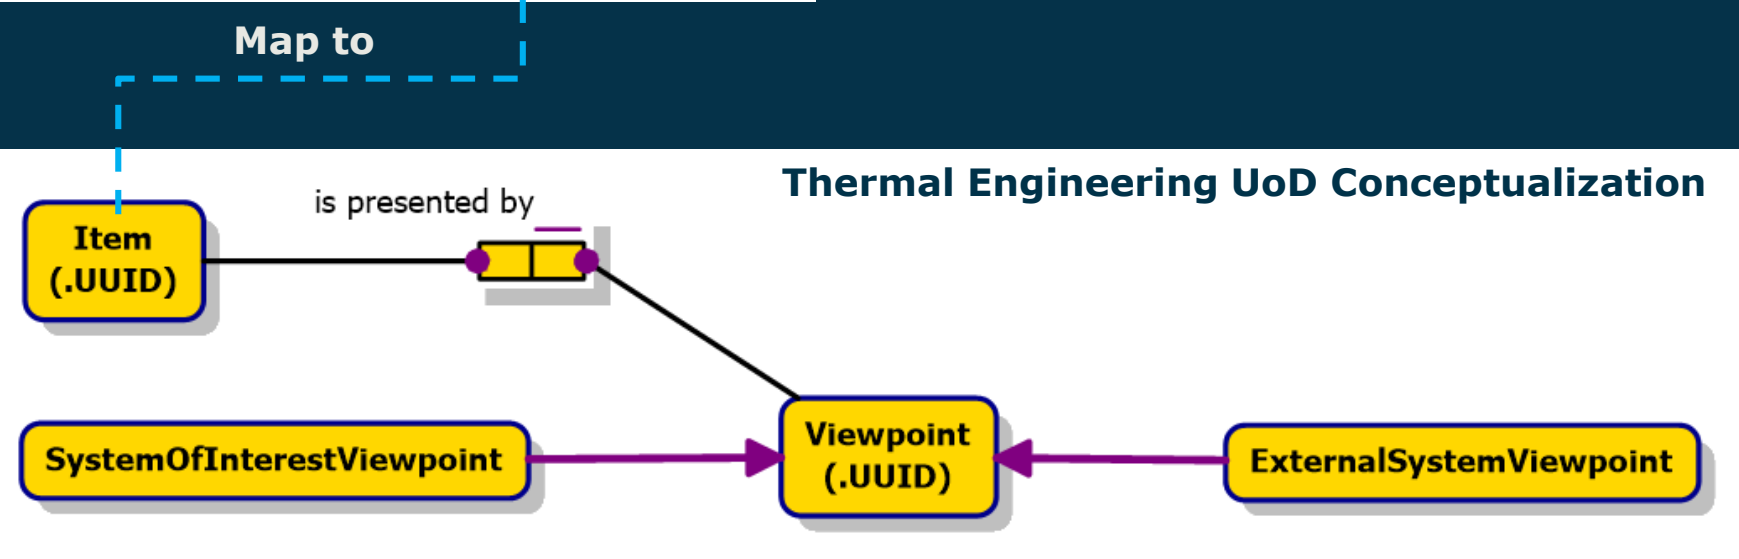 Map to
Thermal Engineering UoD Conceptualization
is presented by
Item
(.UUID)
SystemOfInterestViewpoint
Viewpoint
(.UUID)
ExternalSystemViewpoint